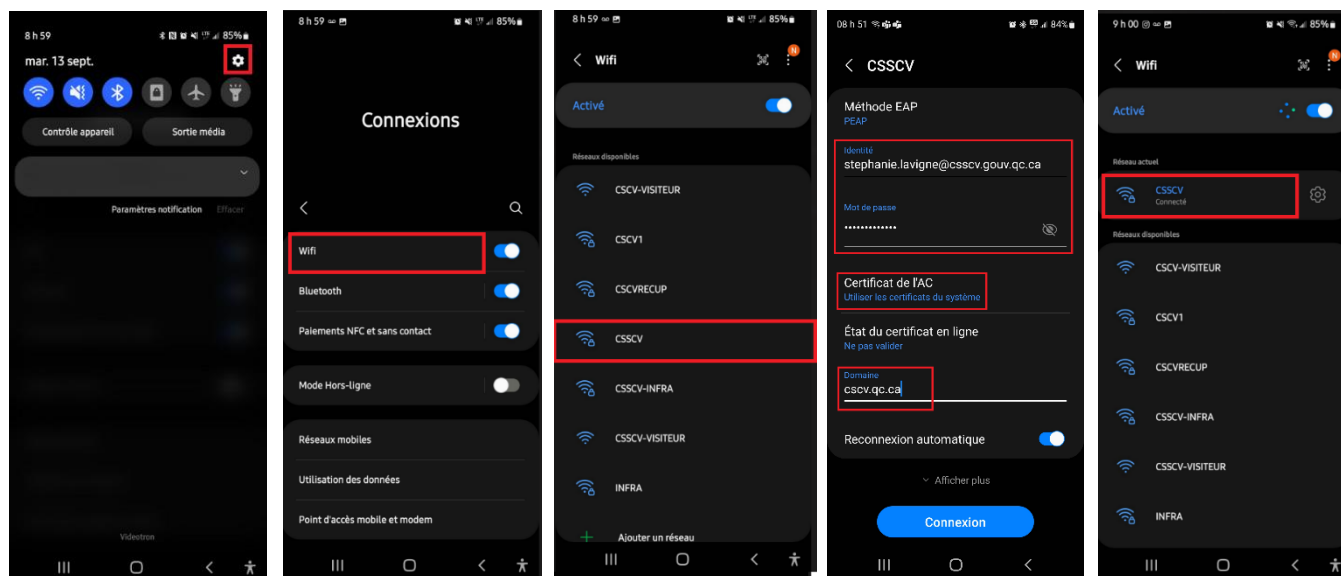 8 h 59
85%
mar. 13 sept.
Contrôle appareil
Sortie média
Paramètres notification
Effacer
Videotron
8 h 59
85%
Connexions
Wifi
Bluetooth
Paiements NFC et sans contact
Mode Hors-ligne
Réseaux mobiles
Utilisation des données
Point d'accès mobile et modem
8 h 59
85%
Wifi
N
Activé
Réseaux disponibles
CSCV-VISITEUR
CSCV1
CSCVRECUP
CSSCV
CSSCV-INFRA
CSSCV-VISITEUR
INFRA
Ajouter un réseau
08 h 51
84%
CSSCV
Méthode EAP
PEAP
Identité
stephanie.lavigne@csscv.gouv.qc.ca
Mot de passe
•••••••••••••
Certificat de l'AC
Utiliser les certificats du système
État du certificat en ligne
Ne pas valider
Domaine
cscv.qc.ca
Reconnexion automatique
Afficher plus
Connexion
9 h 00
85%
Wifi
N
Activé
Réseau actuel
CSSCV
Connecté
Réseaux disponibles
CSCV-VISITEUR
CSCV1
CSCVRECUP
CSSCV-INFRA
CSSCV-VISITEUR
INFRA